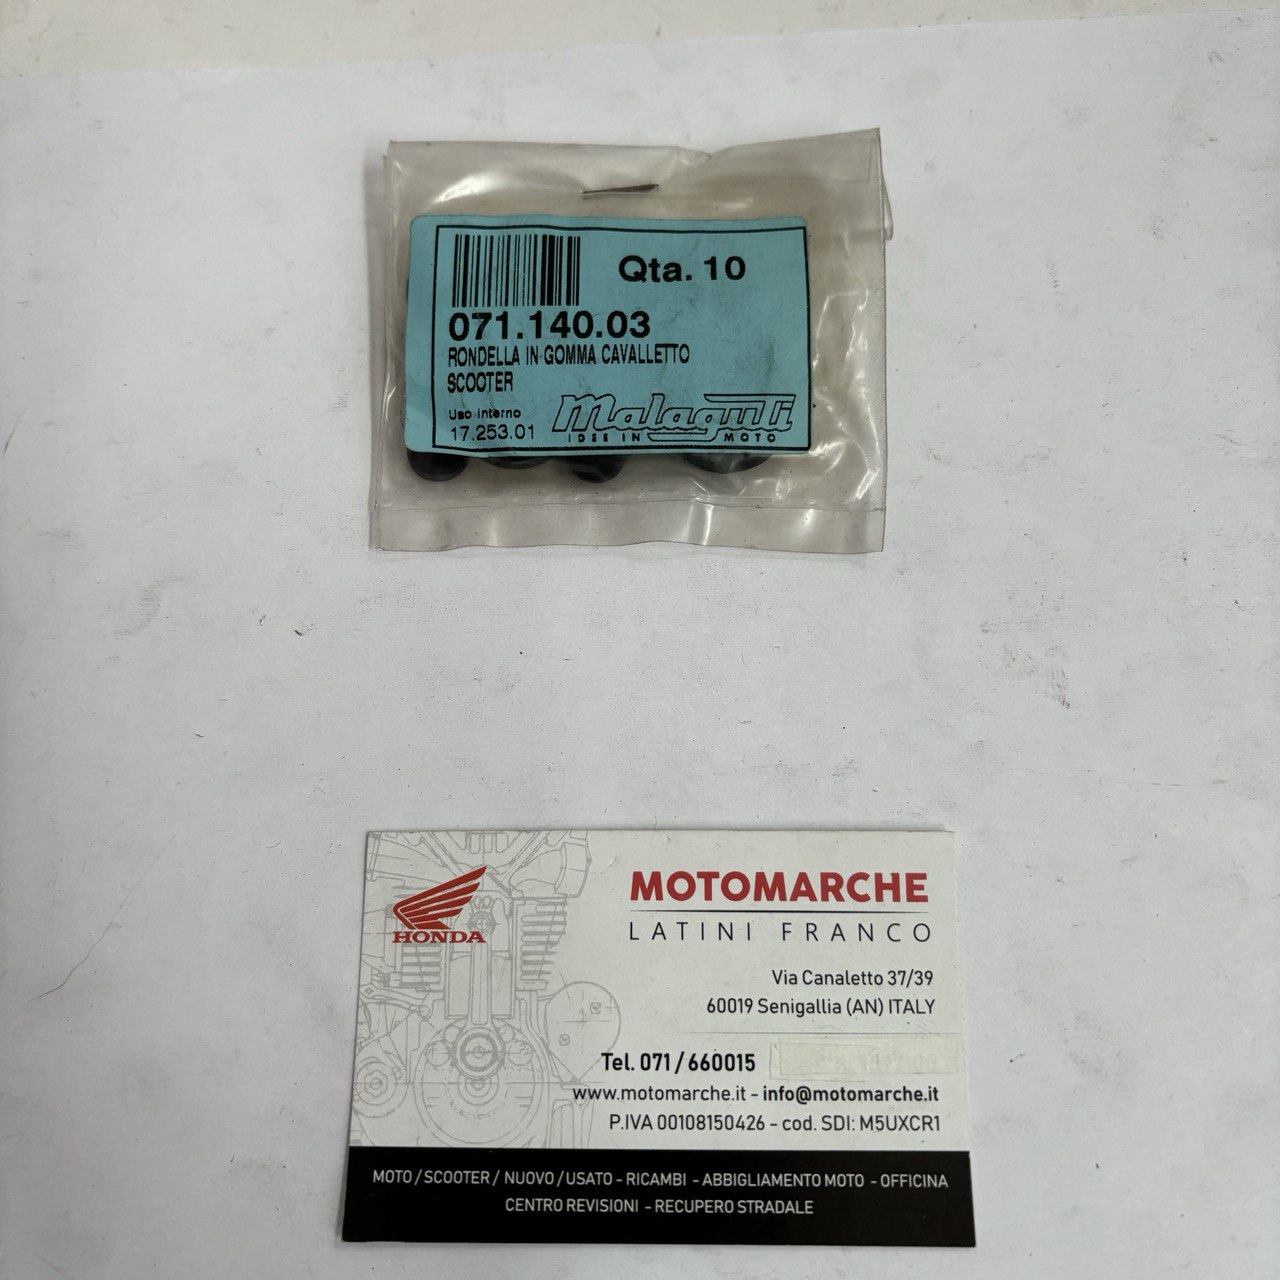 Qta. 10
071.140.03
RONDELLA IN GOMMA CAVALLETTO
SCOOTER
Uso interno
17.253.01
Malaguti
IDEE IN MOTO
HONDA
MOTOMARCHE
LATINI FRANCO
Via Canaletto 37/39
60019 Senigallia (AN) ITALY
Tel. 071 / 660015
www.motomarche.it - info@motomarche.it
P.IVA 00108150426 - cod. SDI: M5UXCR1
MOTO / SCOOTER / NUOVO / USATO - RICAMBI - ABBIGLIAMENTO MOTO - OFFICINA
CENTRO REVISIONI - RECUPERO STRADALE